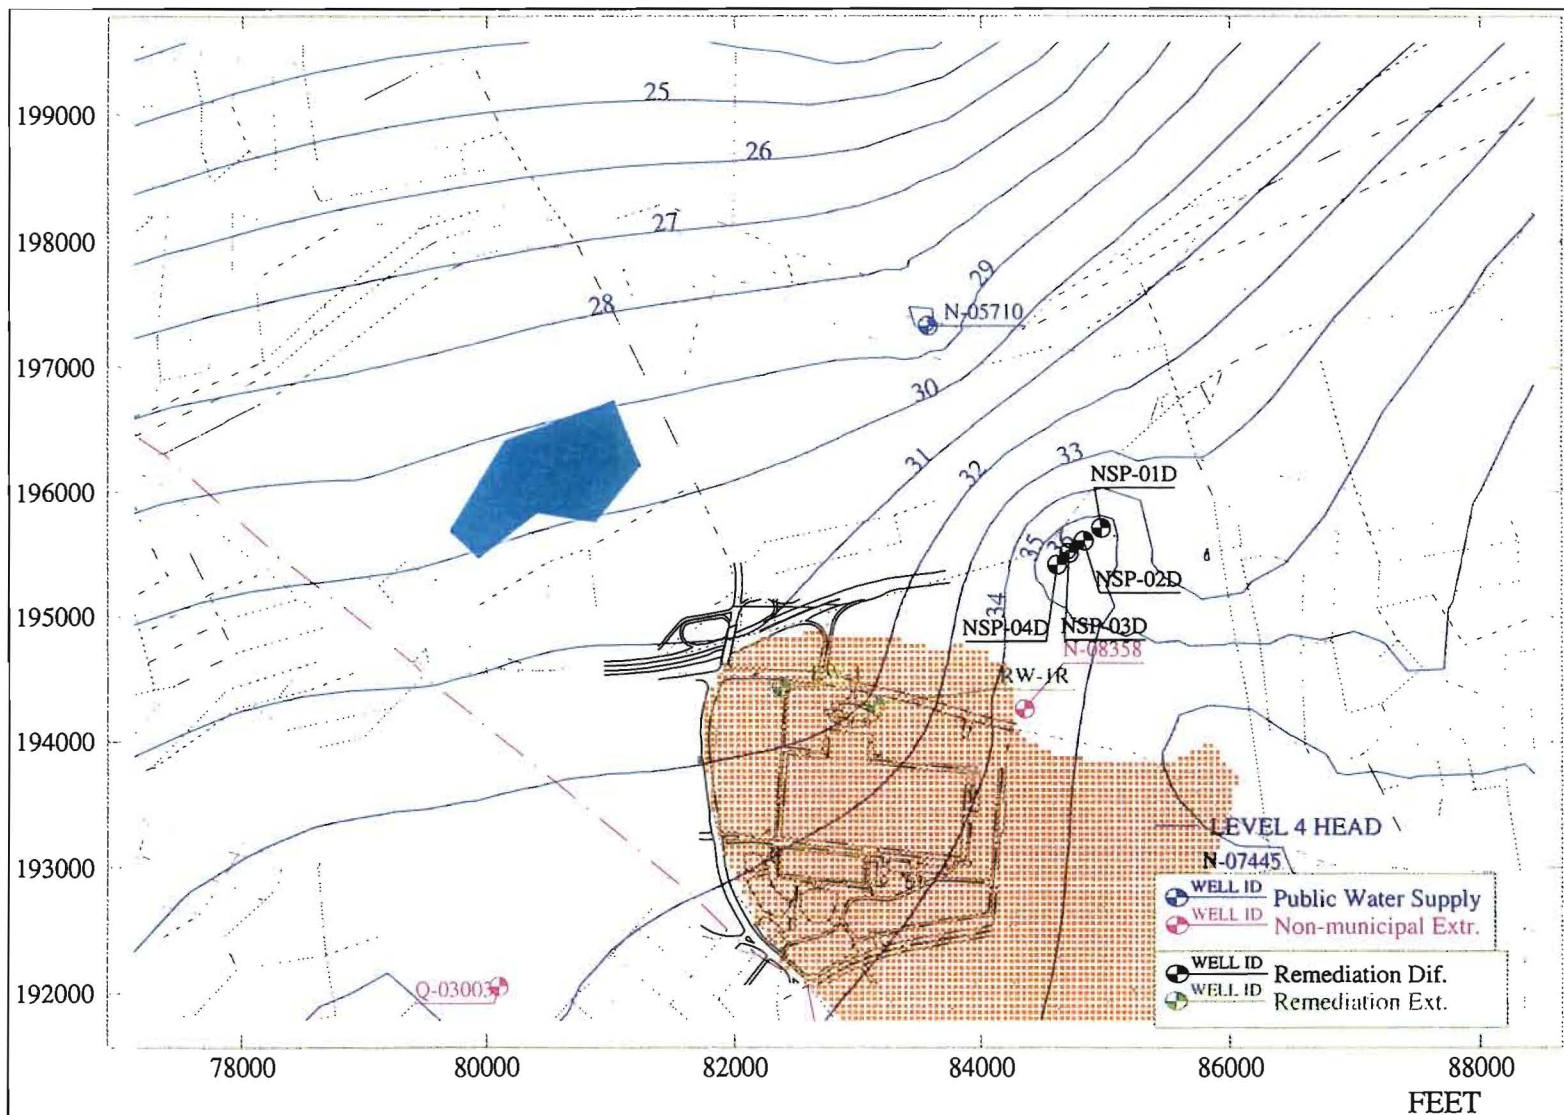 199000
198000
197000
196000
195000
194000
193000
192000
25
26
27
28
29
N-05710
30
31
32
33
NSP-01D
35
36
NSP-02D
34
NSP-04D
NSP-03D
N-08358
RW-1R
LEVEL 4 HEAD
N-07445
WELL ID Public Water Supply
WELL ID Non-municipal Extr.
WELL ID Remediation Dif.
WELL ID Remediation Ext.
Q-03003
78000
80000
82000
84000
86000
88000
FEET